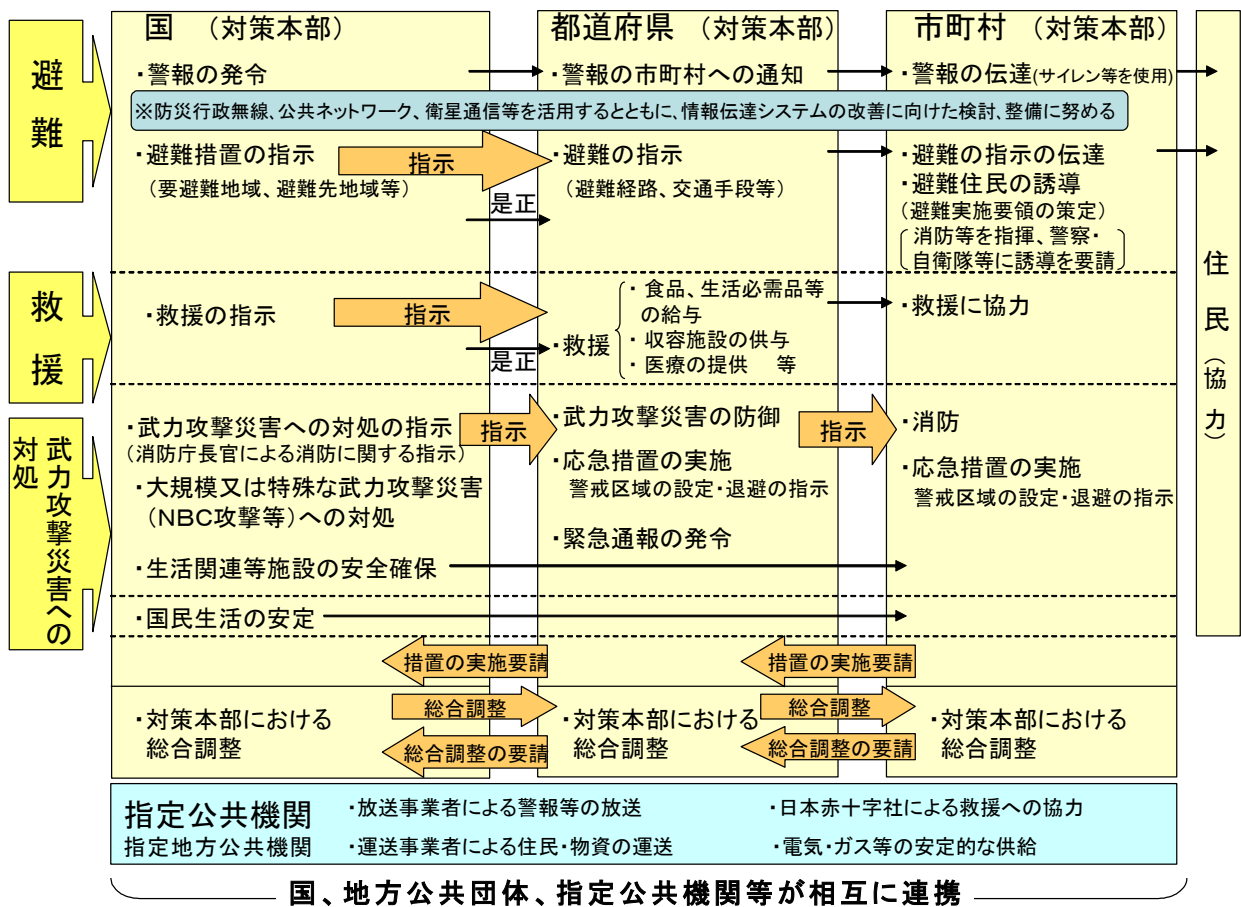 避難
国 （対策本部）
都道府県 （対策本部）
市町村 （対策本部）
・警報の発令
・警報の市町村への通知
・警報の伝達(サイレン等を使用)
※防災行政無線、公共ネットワーク、衛星通信等を活用するとともに、情報伝達システムの改善に向けた検討、整備に努める
・避難措置の指示
（要避難地域、避難先地域等）
指示
是正
・避難の指示
（避難経路、交通手段等）
・避難の指示の伝達
・避難住民の誘導
（避難実施要領の策定）
消防等を指揮、警察・
自衛隊等に誘導を要請
救援
・救援の指示
指示
是正
・救援
・ 食品、生活必需品等
の給与
・ 収容施設の供与
・ 医療の提供 等
・救援に協力
武力攻撃災害への
対処
・武力攻撃災害への対処の指示
（消防庁長官による消防に関する指示）
・大規模又は特殊な武力攻撃災害
（NBC攻撃等）への対処
・生活関連等施設の安全確保
指示
・武力攻撃災害の防御
・応急措置の実施
警戒区域の設定・退避の指示
・緊急通報の発令
指示
・消防
・応急措置の実施
警戒区域の設定・退避の指示
・国民生活の安定
措置の実施要請
措置の実施要請
・対策本部における
総合調整
総合調整
総合調整の要請
・対策本部における
総合調整
総合調整
総合調整の要請
・対策本部における
総合調整
住民（協力）
指定公共機関
指定地方公共機関
・放送事業者による警報等の放送
・日本赤十字社による救援への協力
・運送事業者による住民・物資の運送
・電気・ガス等の安定的な供給
国、地方公共団体、指定公共機関等が相互に連携